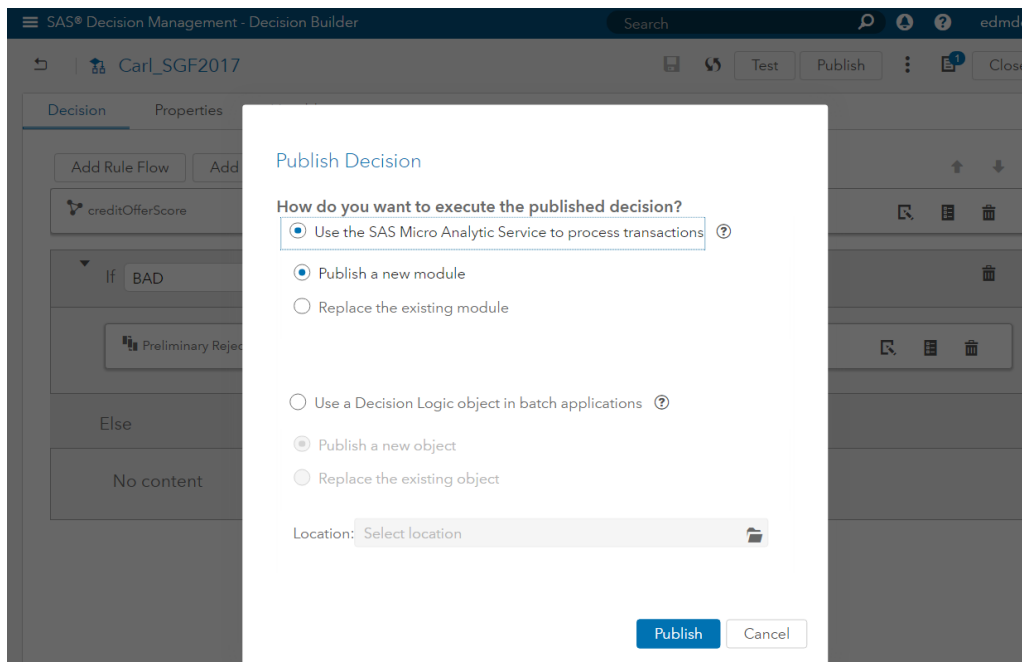 SAS® Decision Management - Decision Builder
Search
Carl_SGF2017
Test
Publish
1
Decision
Properties
Add Rule Flow
Add
creditOfferScore
If
BAD
Preliminary
Else
No content
Publish Decision
How do you want to execute the published decision?
Use the SAS Micro Analytic Service to process transactions
Publish a new module
Replace the existing module
Use a Decision Logic object in batch applications
Publish a new object
Replace the existing object
Location: Select location
Publish
Cancel